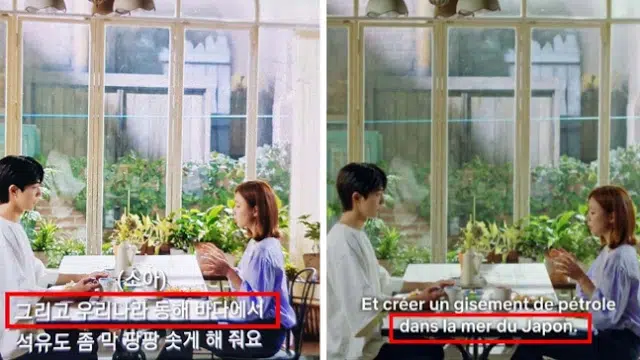 (소아)
그리고 우리나라 동해 바다에서
석유도 좀 막 팡팡 솟게 해 줘요
Et créer un gisement de pétrole
dans la mer du Japon.